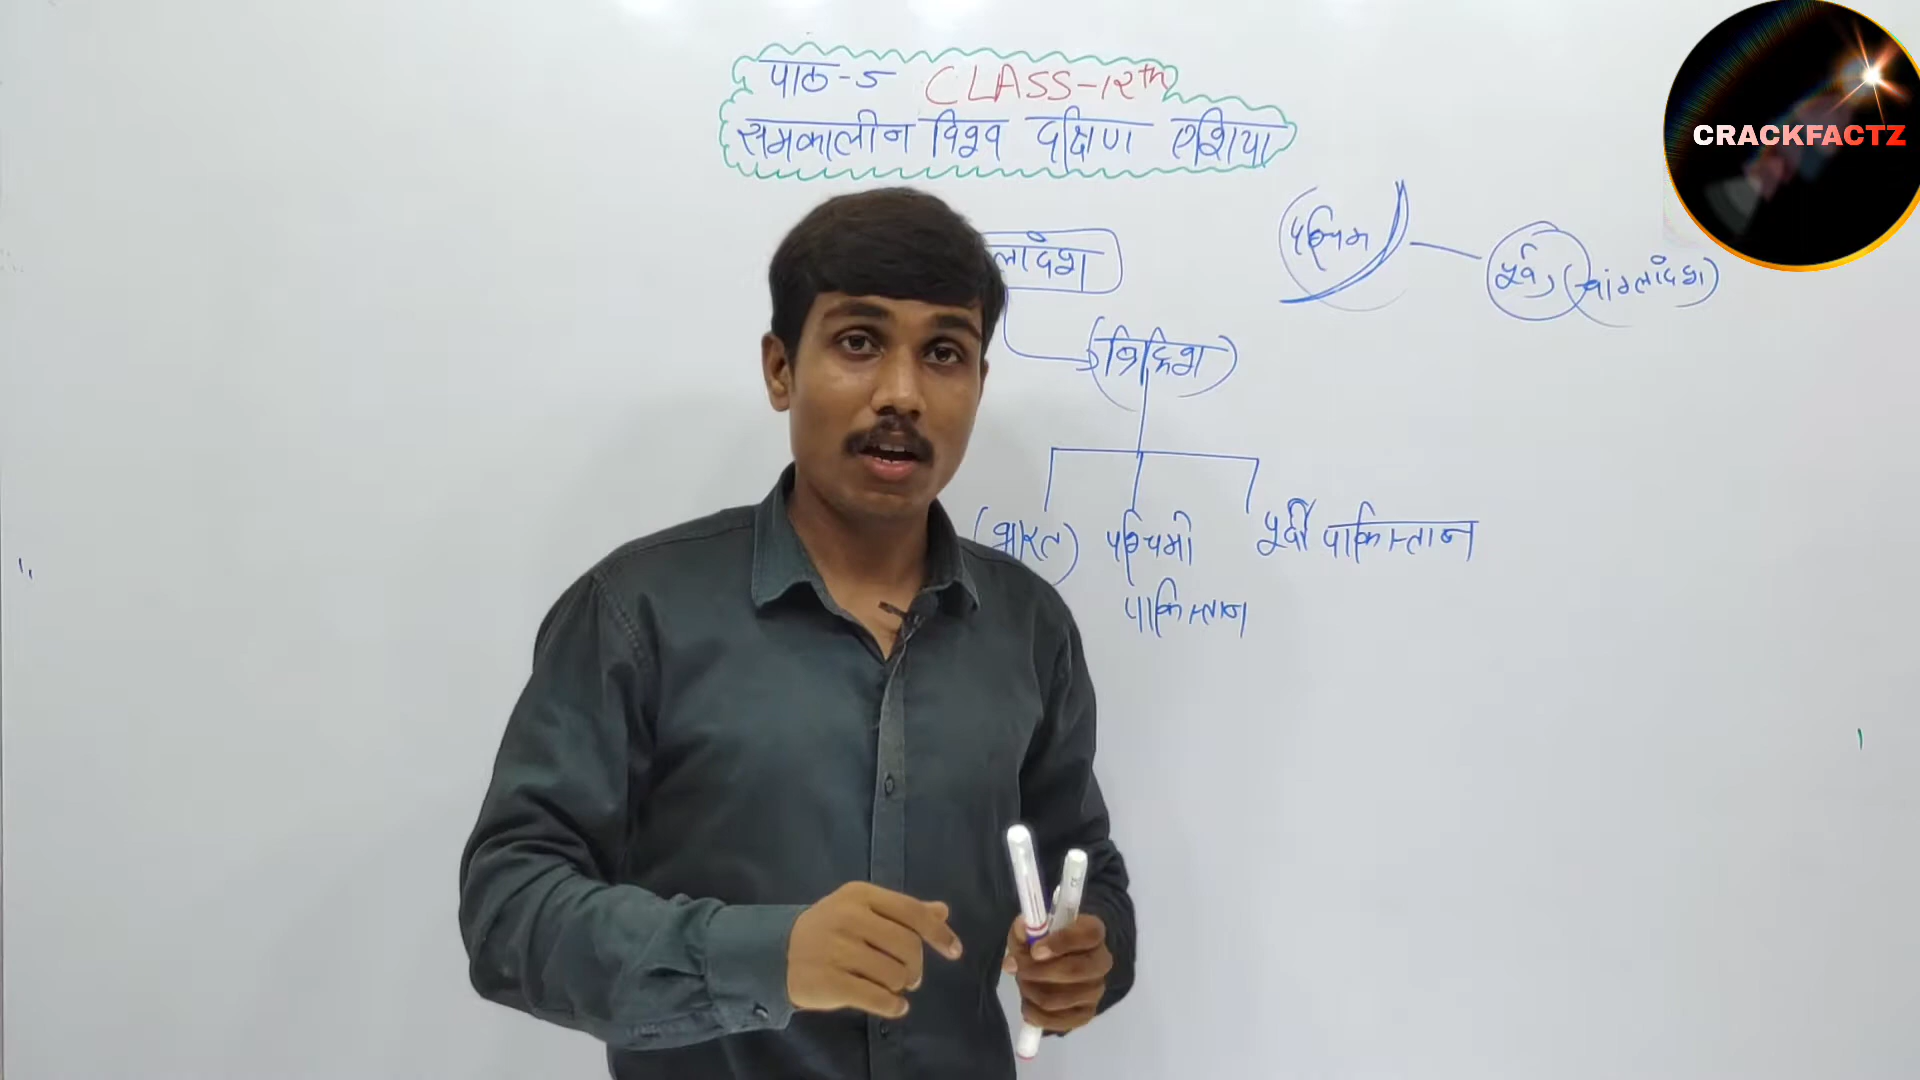 पाठ-5 CLASS-12th
समकालीन विश्व दक्षिण एशिया
CRACKFACTZ
लादेश
पश्चिम
पूर्व, (बांग्लादेश)
(ब्रिटिश)
(भारत) पश्चिमी पूर्वी पाकिस्तान
पाकिस्तान